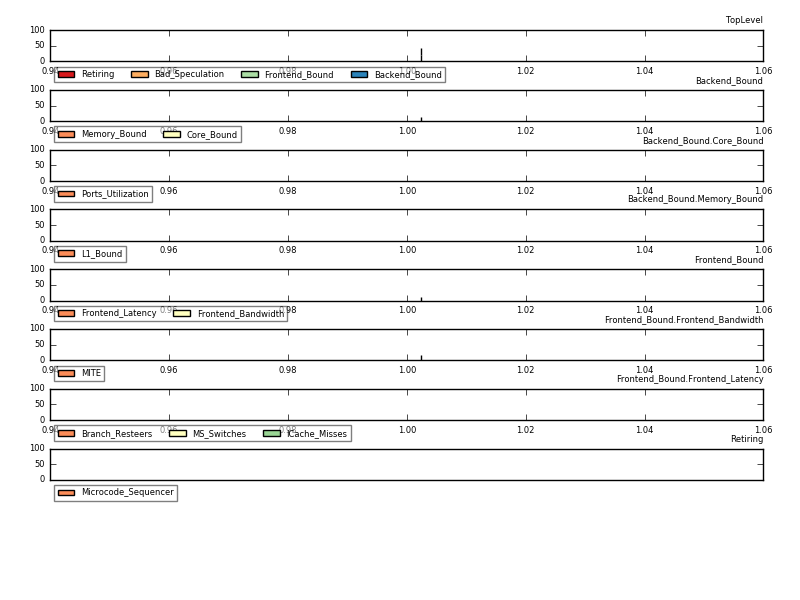 TopLevel
100
50
0
0.94 0.96 0.98 1.00 1.02 1.04 1.06
Retiring Bad_Speculation Frontend_Bound Backend_Bound
Backend_Bound
100
50
0
0.94 0.96 0.98 1.00 1.02 1.04 1.06
Memory_Bound Core_Bound
Backend_Bound.Core_Bound
100
50
0
0.94 0.96 0.98 1.00 1.02 1.04 1.06
Ports_Utilization
Backend_Bound.Memory_Bound
100
50
0
0.94 0.96 0.98 1.00 1.02 1.04 1.06
L1_Bound
Frontend_Bound
100
50
0
0.94 0.96 0.98 1.00 1.02 1.04 1.06
Frontend_Latency Frontend_Bandwidth
Frontend_Bound.Frontend_Bandwidth
100
50
0
0.94 0.96 0.98 1.00 1.02 1.04 1.06
MITE
Frontend_Bound.Frontend_Latency
100
50
0
0.94 0.96 0.98 1.00 1.02 1.04 1.06
Branch_Resteers MS_Switches ICache_Misses
Retiring
100
50
0
Microcode_Sequencer